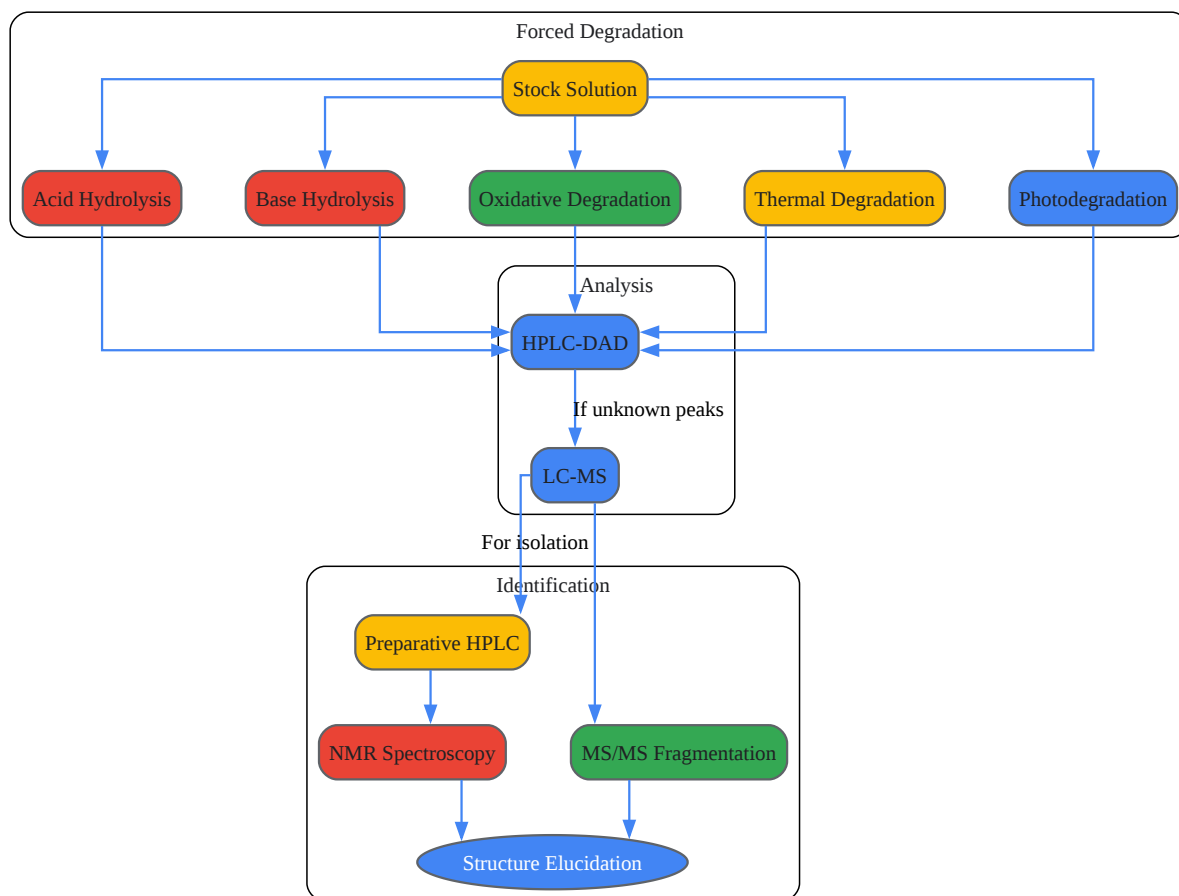 Forced Degradation
Stock Solution
Acid Hydrolysis
Base Hydrolysis
Oxidative Degradation
Thermal Degradation
Photodegradation
Analysis
HPLC-DAD
If unknown peaks
LC-MS
For isolation
Identification
Preparative HPLC
NMR Spectroscopy
MS/MS Fragmentation
Structure Elucidation